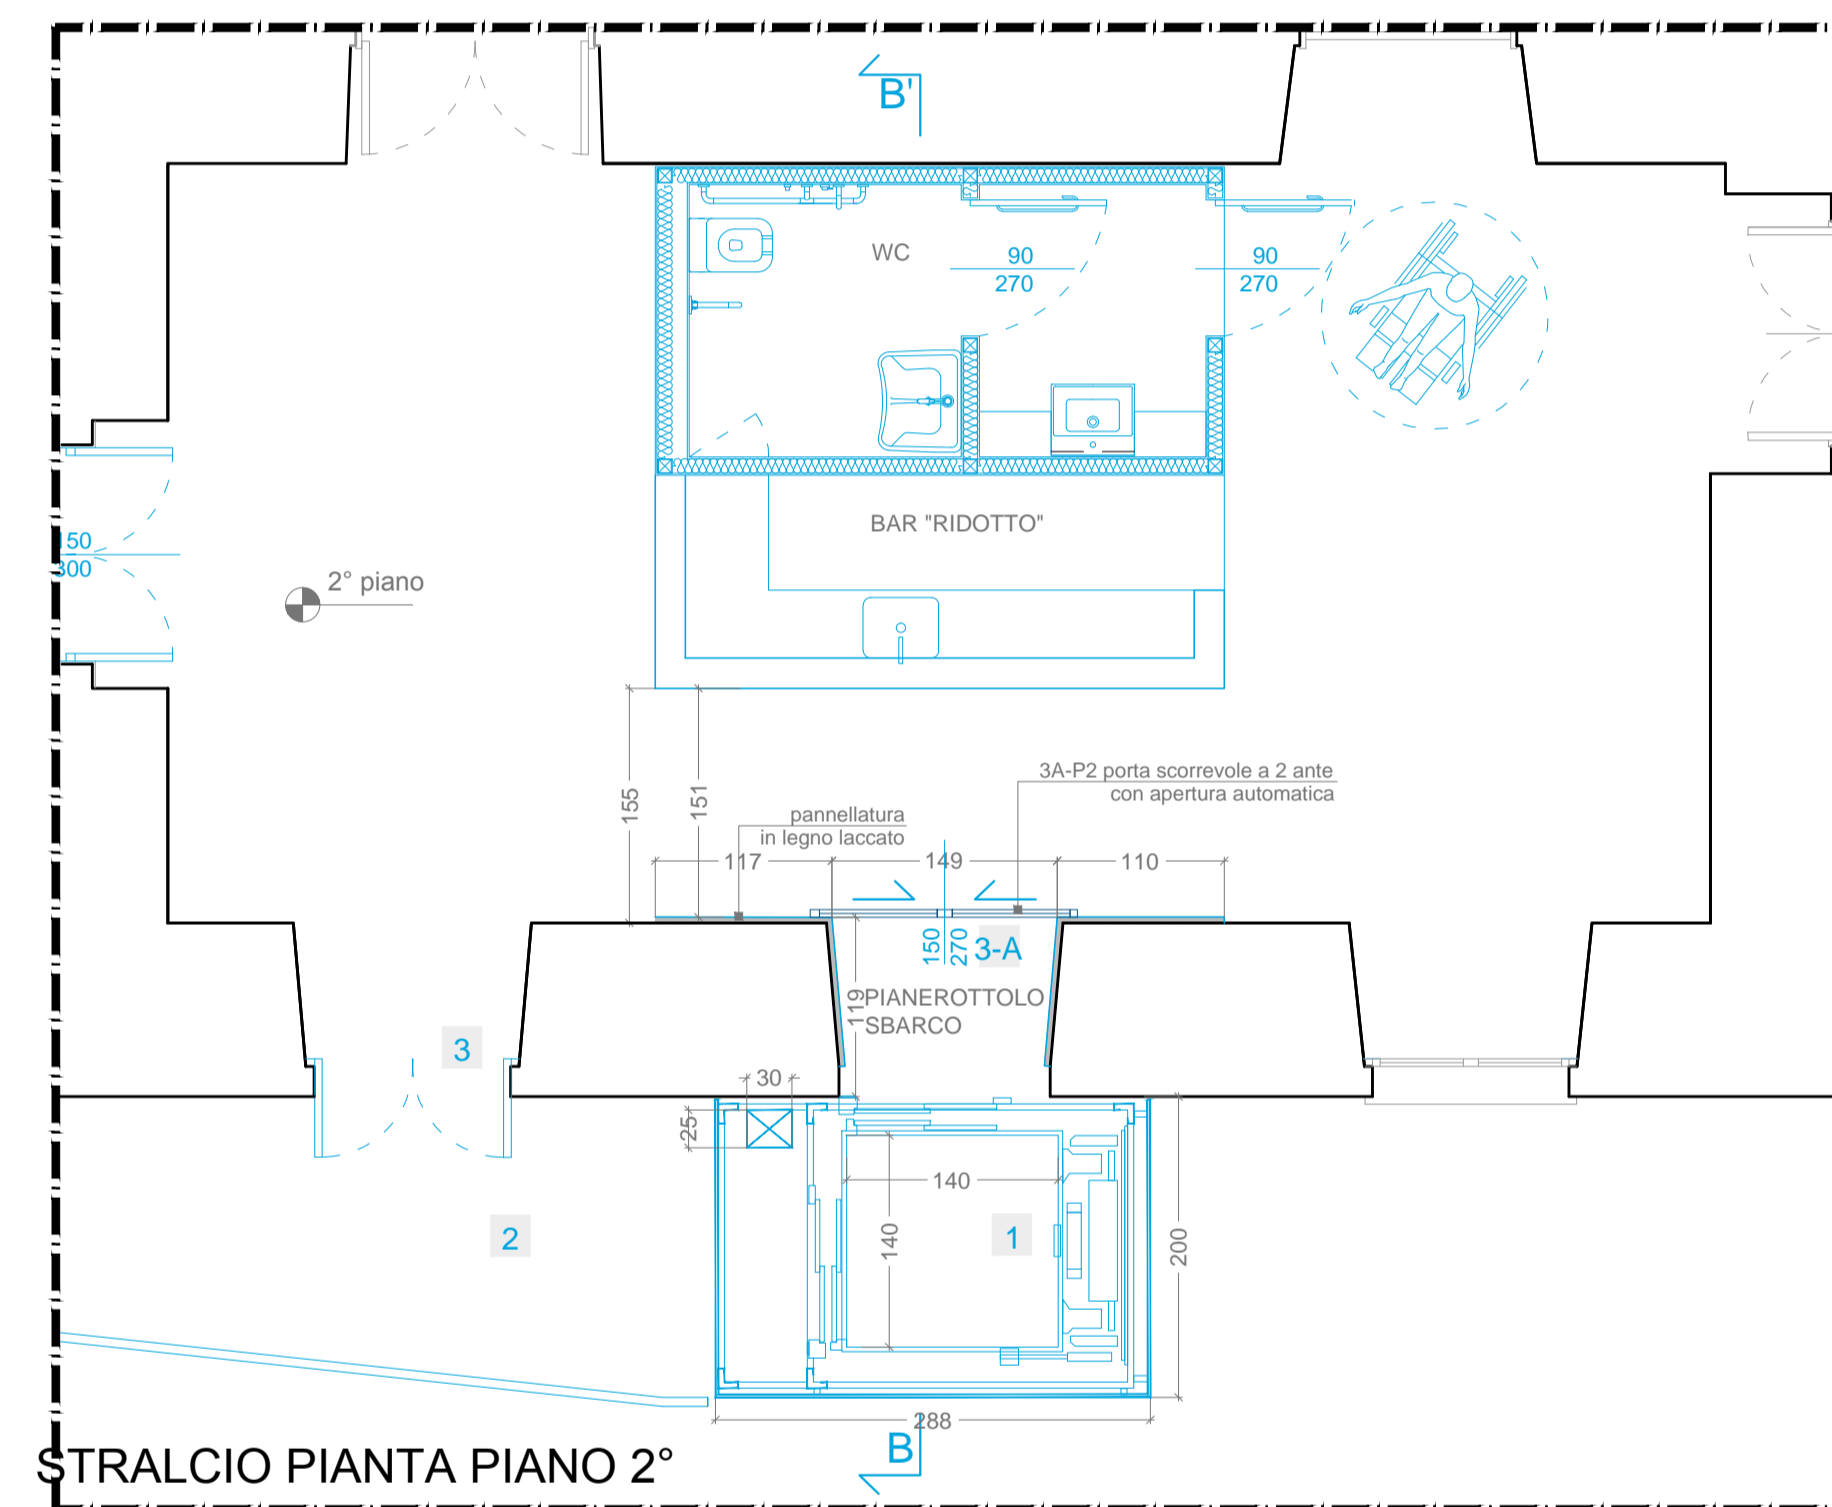 B'
WC
90
270
90
270
BAR "RIDOTTO"
150
300
2° piano
3A-P2 porta scorrevole a 2 ante
con apertura automatica
155
151
pannellatura
in legno laccato
117
149
110
150
270
3-A
119
PIANEROTTOLO
SBARCO
3
30
25
140
140
200
2
1
288
B
STRALCIO PIANTA PIANO 2°